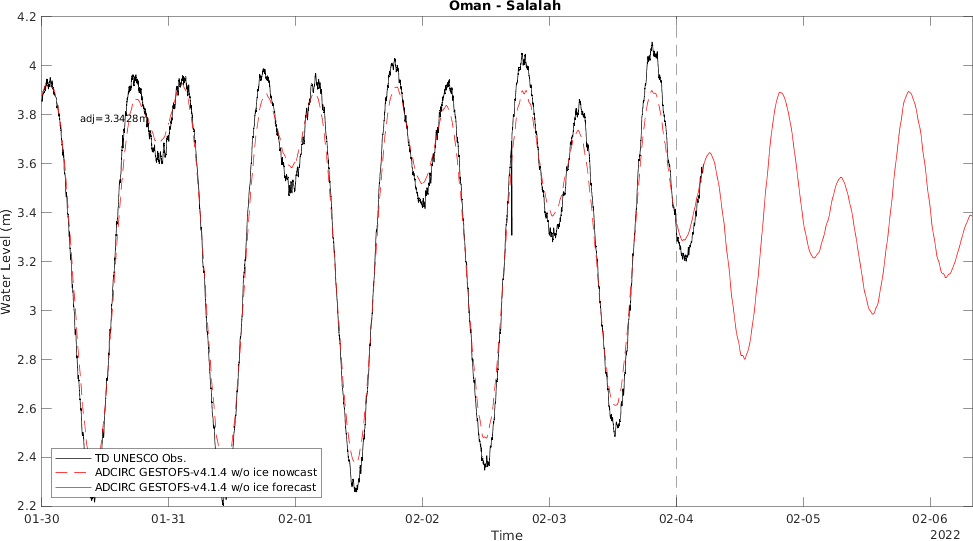 Oman - Salalah
4.2
4
3.8
3.6
3.4
3.2
3
2.8
2.6
2.4
2.2
Water Level (m)
adj=3.3428m
TD UNESCO Obs.
ADCIRC GESTOFS-v4.1.4 w/o ice nowcast
ADCIRC GESTOFS-v4.1.4 w/o ice forecast
01-30 01-31 02-01 02-02 02-03 02-04 02-05 02-06
Time
2022